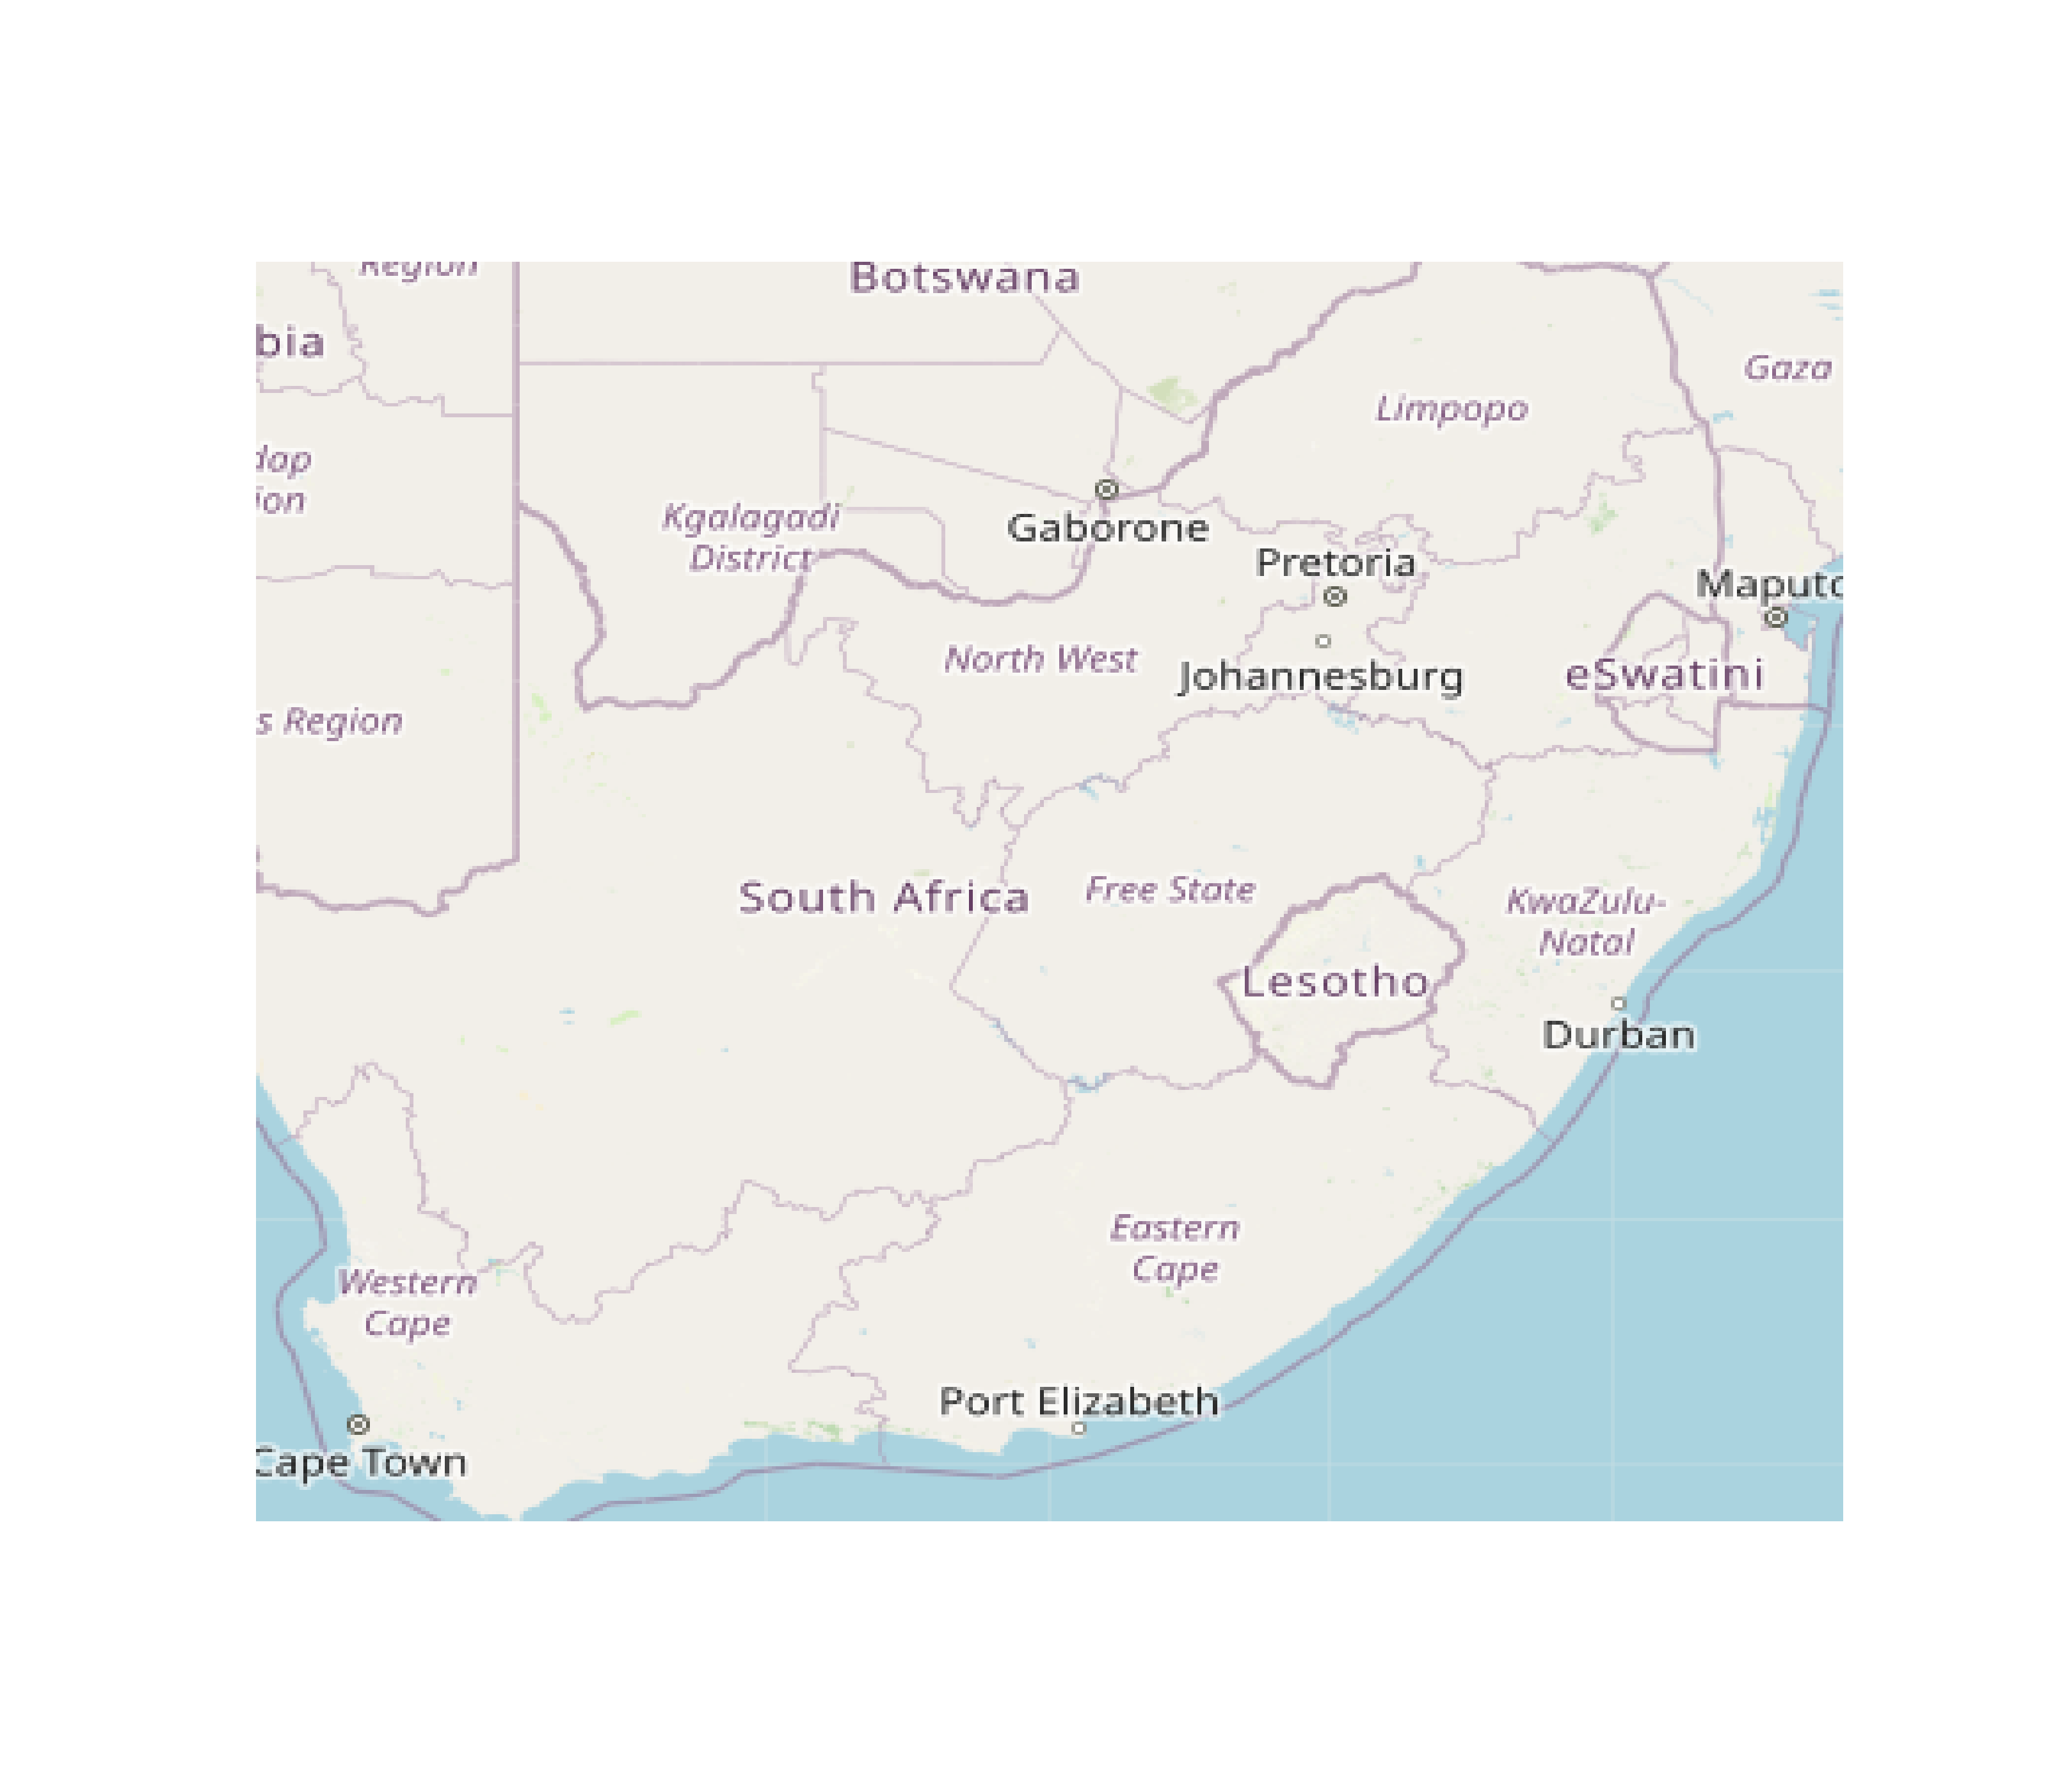 Region
Botswana
bia
Gaza
Limpopo
dap
ion
Kgalagadi
District
Gaborone
Pretoria
Maputo
North West
Johannesburg
eSwatini
s Region
South Africa
Free State
KwaZulu-
Natal
Lesotho
Durban
Eastern
Cape
Western
Cape
Port Elizabeth
Cape Town